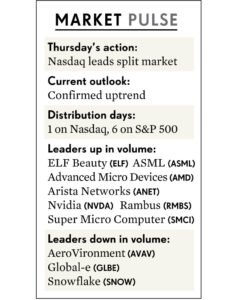 MARKET PULSE
Thursday's action:
Nasdaq leads split market
Current outlook:
Confirmed uptrend
Distribution days:
1 on Nasdaq, 6 on S&P 500
Leaders up in volume:
ELF Beauty (ELF) ASML (ASML)
Advanced Micro Devices (AMD)
Arista Networks (ANET)
Nvidia (NVDA) Rambus (RMBS)
Super Micro Computer (SMCI)
Leaders down in volume:
AeroVironment (AVAV)
Global-e (GLBE)
Snowflake (SNOW)